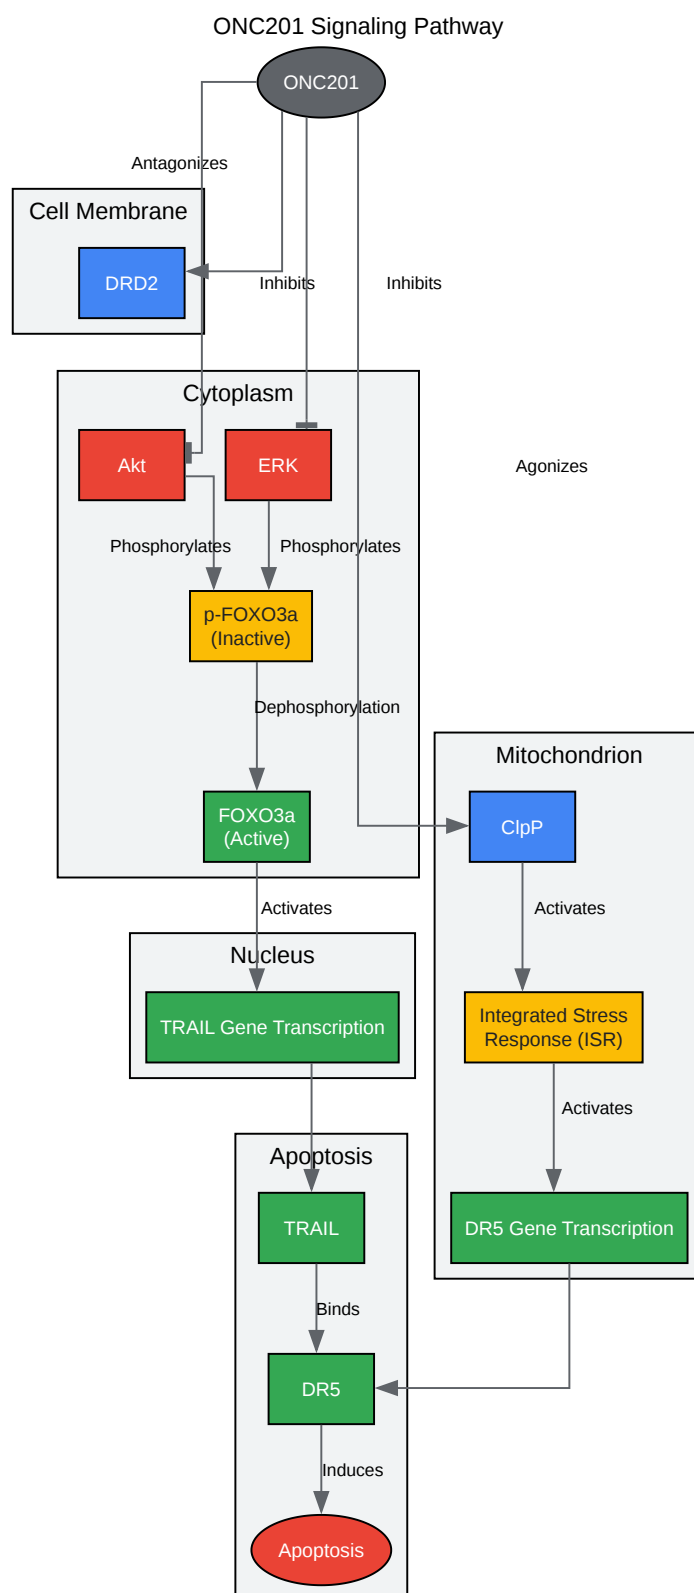 ONC201 Signaling Pathway
ONC201
Antagonizes
Cell Membrane
DRD2
Inhibits
Inhibits
Cytoplasm
Akt
ERK
Agonizes
Phosphorylates
Phosphorylates
p-FOXO3a
(Inactive)
Dephosphorylation
Mitochondrion
FOXO3a
(Active)
ClpP
Activates
Activates
Nucleus
TRAIL Gene Transcription
Integrated Stress
Response (ISR)
Activates
Apoptosis
TRAIL
DR5 Gene Transcription
Binds
DR5
Induces
Apoptosis